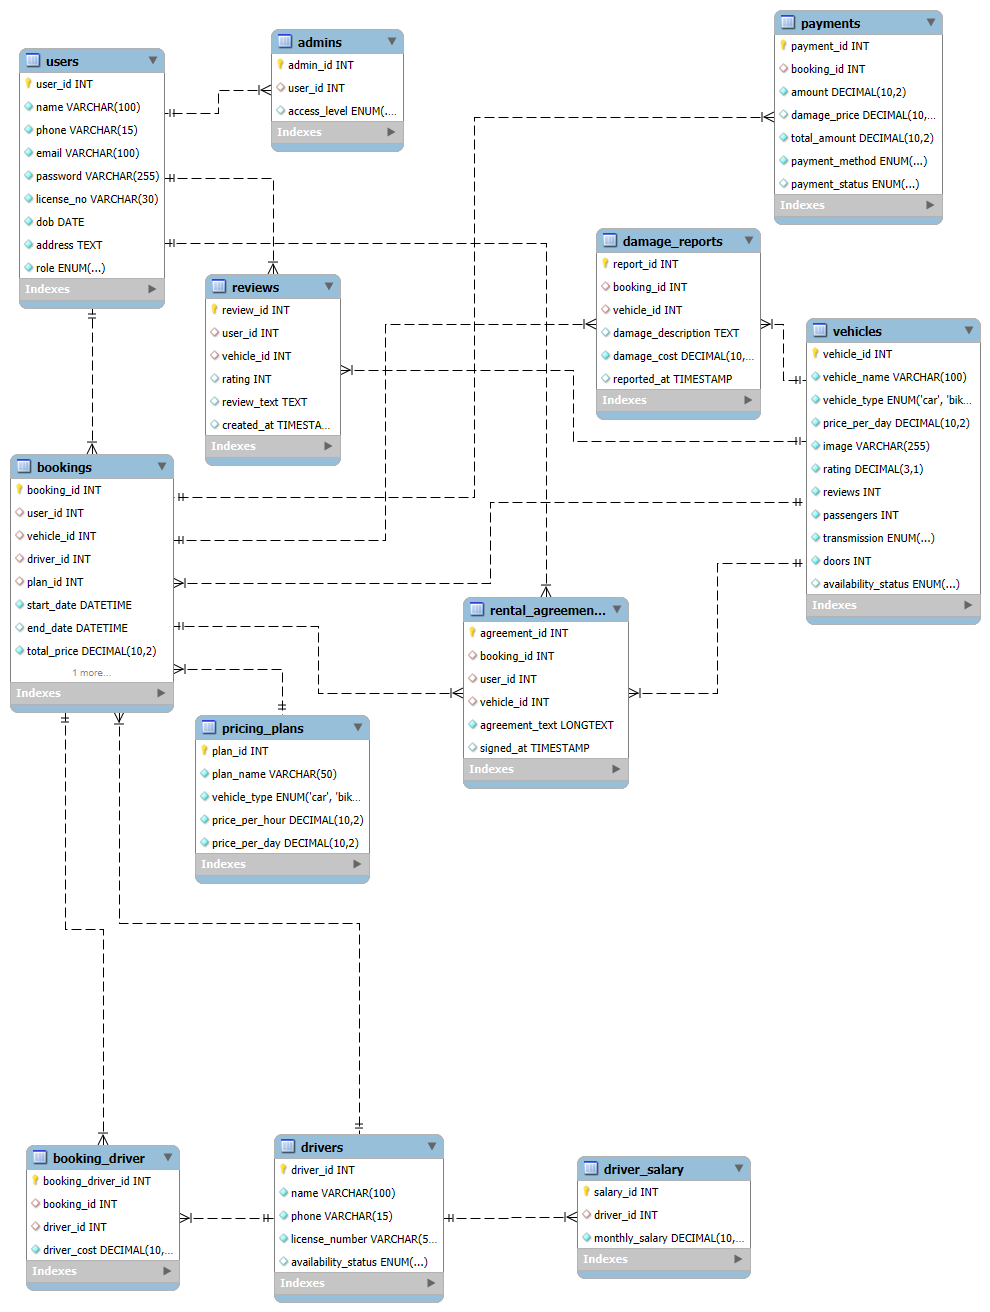 users
user_id INT
name VARCHAR(100)
phone VARCHAR(15)
email VARCHAR(100)
password VARCHAR(255)
license_no VARCHAR(30)
dob DATE
address TEXT
role ENUM(...)
Indexes
admins
admin_id INT
user_id INT
access_level ENUM(...
Indexes
payments
payment_id INT
booking_id INT
amount DECIMAL(10,2)
damage_price DECIMAL(10,...
total_amount DECIMAL(10,2)
payment_method ENUM(...)
payment_status ENUM(...)
Indexes
reviews
review_id INT
user_id INT
vehicle_id INT
rating INT
review_text TEXT
created_at TIMESTA...
Indexes
damage_reports
report_id INT
booking_id INT
vehicle_id INT
damage_description TEXT
damage_cost DECIMAL(10,...
reported_at TIMESTAMP
Indexes
vehicles
vehicle_id INT
vehicle_name VARCHAR(100)
vehicle_type ENUM('car', 'bik...
price_per_day DECIMAL(10,2)
image VARCHAR(255)
rating DECIMAL(3,1)
reviews INT
passengers INT
transmission ENUM(...)
doors INT
availability_status ENUM(...)
Indexes
bookings
booking_id INT
user_id INT
vehicle_id INT
driver_id INT
plan_id INT
start_date DATETIME
end_date DATETIME
total_price DECIMAL(10,2)
1 more...
Indexes
rental_agreemen...
agreement_id INT
booking_id INT
user_id INT
vehicle_id INT
agreement_text LONGTEXT
signed_at TIMESTAMP
Indexes
pricing_plans
plan_id INT
plan_name VARCHAR(50)
vehicle_type ENUM('car', 'bik...
price_per_hour DECIMAL(10,2)
price_per_day DECIMAL(10,2)
Indexes
booking_driver
booking_driver_id INT
booking_id INT
driver_id INT
driver_cost DECIMAL(10,...
Indexes
drivers
driver_id INT
name VARCHAR(100)
phone VARCHAR(15)
license_number VARCHAR(5...
availability_status ENUM(...)
Indexes
driver_salary
salary_id INT
driver_id INT
monthly_salary DECIMAL(10,...
Indexes